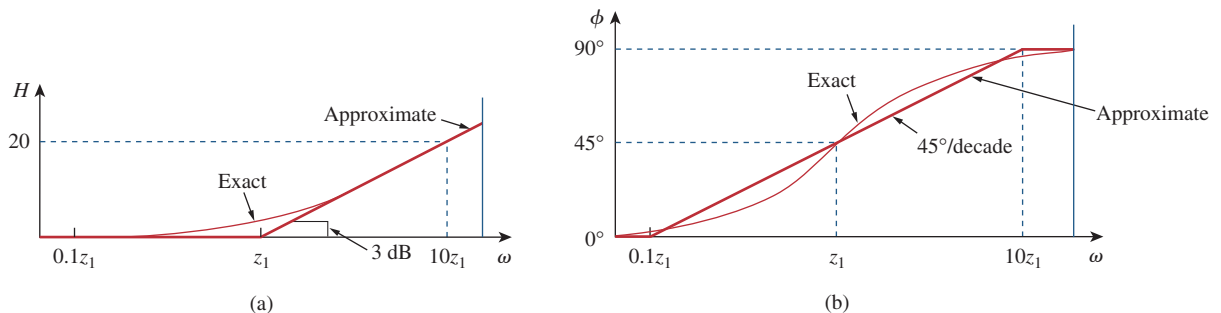 H
20
Exact
Approximate
3 dB
0.1z₁
z₁
10z₁
ω
(a)
ϕ
90°
45°
0°
Exact
Approximate
45°/decade
0.1z₁
z₁
10z₁
ω
(b)